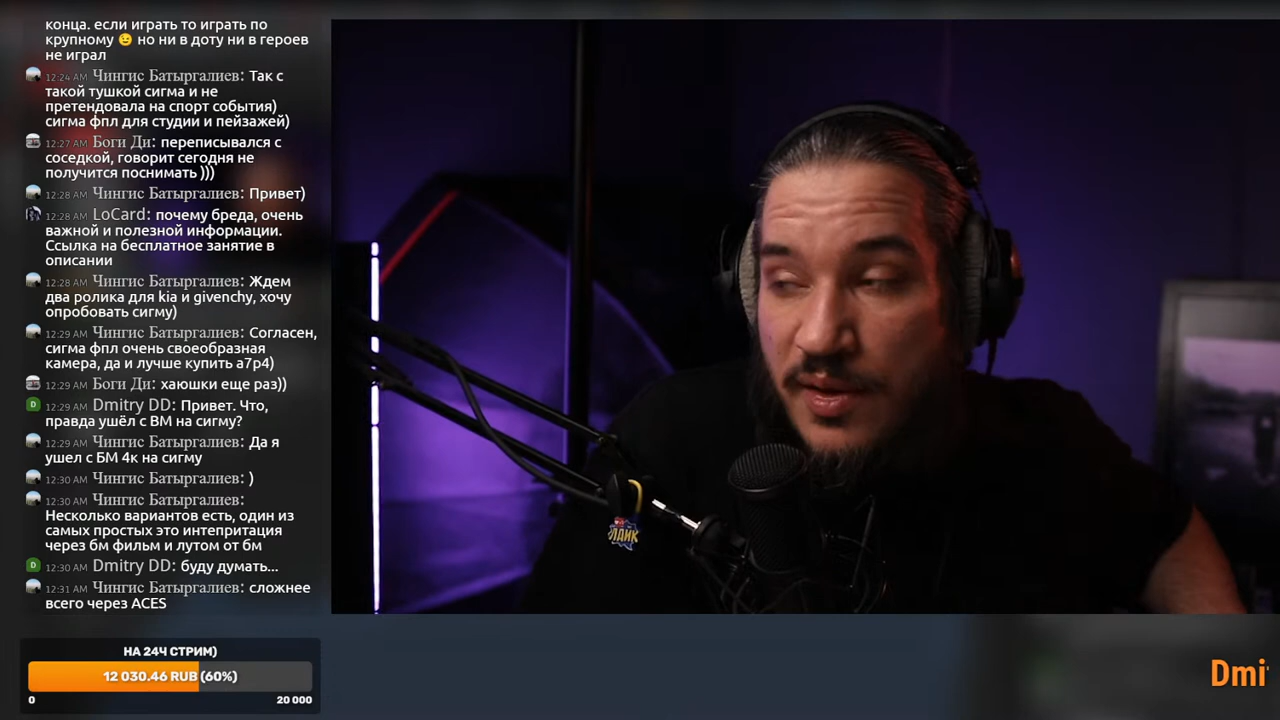 конца. если играть то играть по
крупному 😉 но ни в доту ни в героев
не играл
12:24 AM Чингис Батыргалиев: Так с
такой тушкой сигма и не
претендовала на спорт события)
сигма фпл для студии и пейзажей)
12:27 AM Боги Ди: переписывался с
соседкой, говорит сегодня не
получится поснимать )))
12:28 AM Чингис Батыргалиев: Привет)
12:28 AM LoCard: почему бреда, очень
важной и полезной информации.
Ссылка на бесплатное занятие в
описании
12:28 AM Чингис Батыргалиев: Ждем
два ролика для kia и givenchy, хочу
опробовать сигму)
12:29 AM Чингис Батыргалиев: Согласен,
сигма фпл очень своеобразная
камера, да и лучше купить а7р4)
12:29 AM Боги Ди: хаюшки еще раз))
D 12:29 AM Dmitry DD: Привет. Что,
правда ушёл с BM на сигму?
12:29 AM Чингис Батыргалиев: Да я
ушел с БМ 4к на сигму
12:30 AM Чингис Батыргалиев: )
12:30 AM Чингис Батыргалиев:
Несколько вариантов есть, один из
самых простых это интепритация
через бм фильм и лутом от бм
D 12:30 AM Dmitry DD: буду думать...
12:31 AM Чингис Батыргалиев: сложнее
всего через ACES
НА 24Ч СТРИМ)
12 030.46 RUB (60%)
0 20 000
Dmi